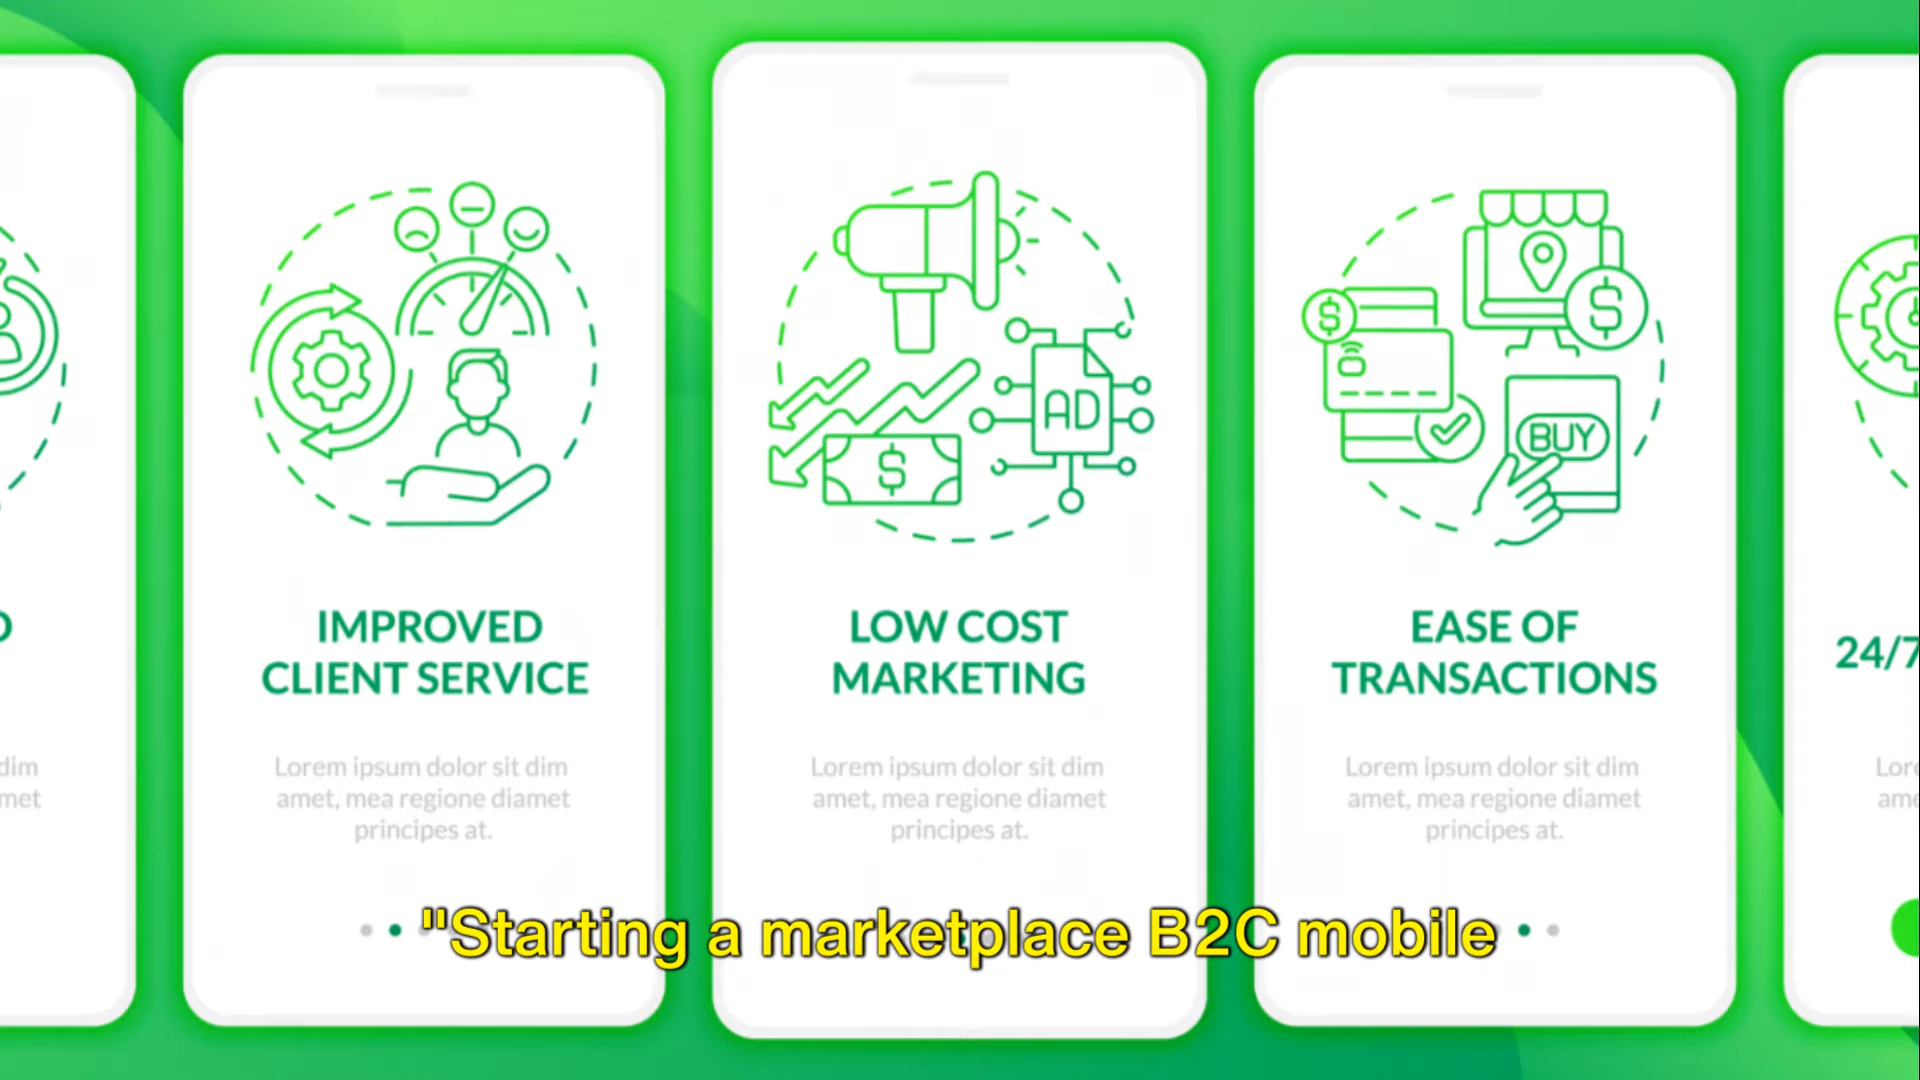 $
$
AD
BUY
$
$
IMPROVED
CLIENT SERVICE
LOW COST
MARKETING
EASE OF
TRANSACTIONS
24/7
Lorem ipsum dolor sit dim
amet, mea regione diamet
principes at.
Lorem ipsum dolor sit dim
amet, mea regione diamet
principes at.
Lorem ipsum dolor sit dim
amet, mea regione diamet
principes at.
"Starting a marketplace B2C mobile